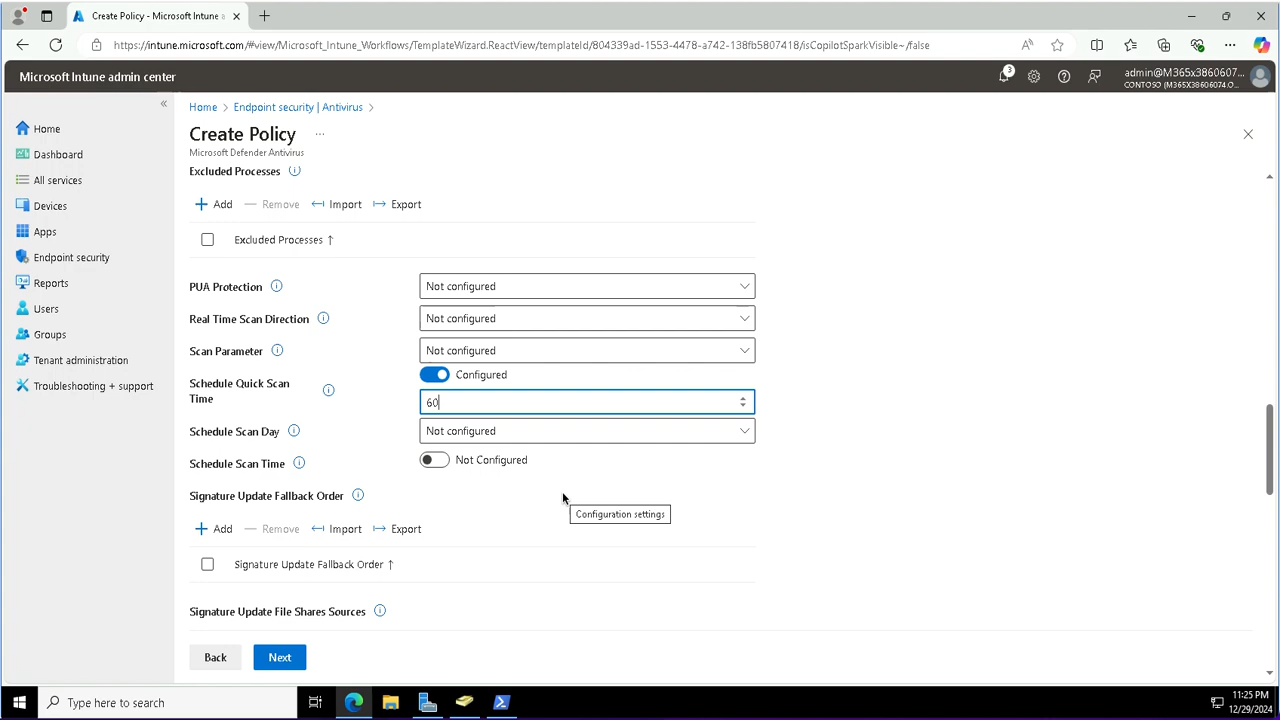 Create Policy - Microsoft Intune a
https://intune.microsoft.com/#view/Microsoft_Intune_Workflows/TemplateWizard.ReactView/templateId/804339ad-1553-4478-a742-138fb5807418/isCopilotSparkVisible~/false
Microsoft Intune admin center
3
admin@M365x3860607...
CONTOSO (M365X38606074.O...
Home > Endpoint security | Antivirus >
Create Policy ...
Microsoft Defender Antivirus
Home
Dashboard
All services
Devices
Apps
Endpoint security
Reports
Users
Groups
Tenant administration
Troubleshooting + support
Excluded Processes
Add Remove Import Export
Excluded Processes ↑
PUA Protection Not configured
Real Time Scan Direction Not configured
Scan Parameter Not configured
Configured
Schedule Quick Scan
Time
60
Schedule Scan Day Not configured
Schedule Scan Time Not Configured
Signature Update Fallback Order
Configuration settings
Add Remove Import Export
Signature Update Fallback Order ↑
Signature Update File Shares Sources
Back Next
Type here to search
11:25 PM
12/29/2024